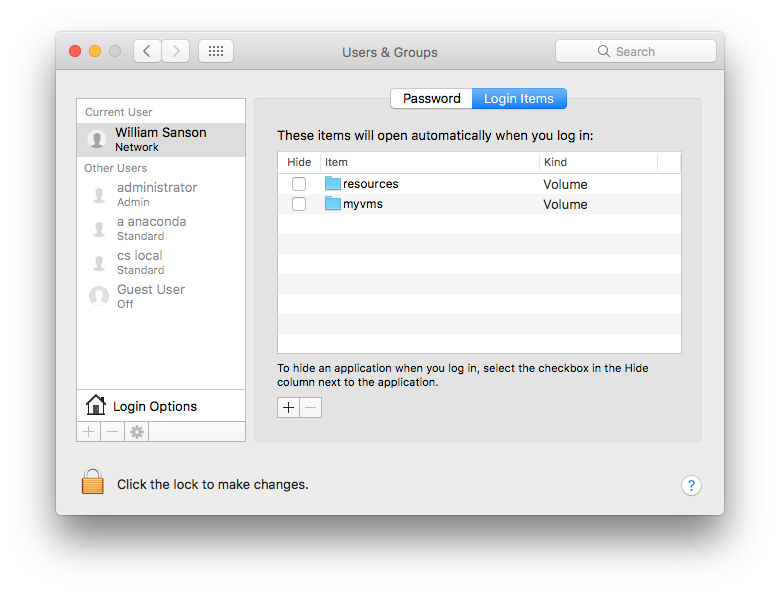 Users & Groups
Search
Password Login Items
Current User
William Sanson
Network
Other Users
administrator
Admin
a anaconda
Standard
cs local
Standard
Guest User
Off
Login Options
These items will open automatically when you log in:
Hide Item Kind
resources Volume
myvms Volume
To hide an application when you log in, select the checkbox in the Hide
column next to the application.
Click the lock to make changes.
?